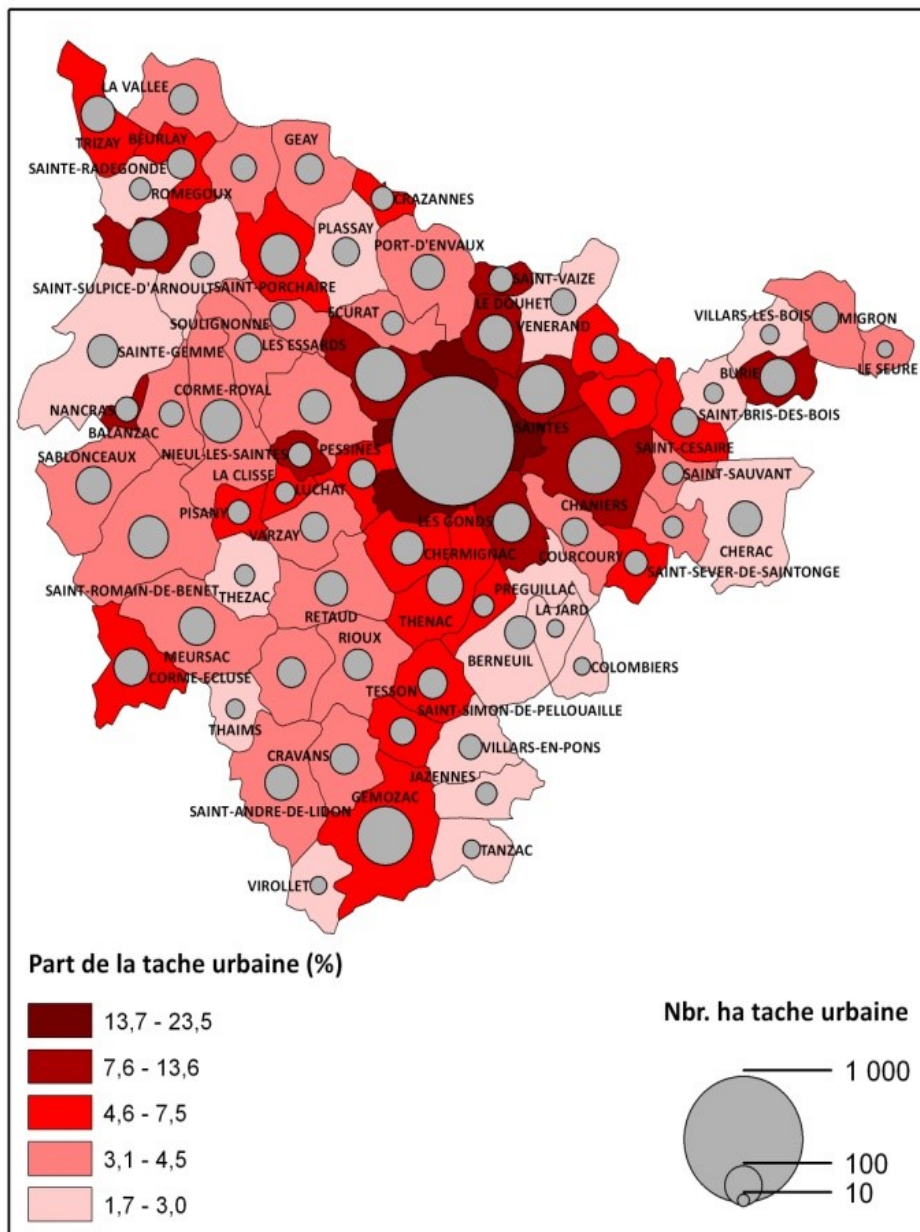 LA VALLEE
TRIZAY
BEURLAY
GEAY
SAINTE-RADEGONDE
ROMEGOUX
CRAZANNES
PLASSAY
PORT-D'ENVAUX
SAINT-VAIZE
SAINT-SULPICE-D'ARNOULT
SAINT-PORCHAIRE
LE DOUHET
VILLARS-LES-BOIS
MIGRON
SOULIGNONNE
ECURAT
VENERAND
SAINTE-GEMME
LES ESSARDS
LE SEURE
BURIE
NANCRAS
CORME-ROYAL
SAINT-BRIS-DES-BOIS
BALANZAC
SAINTES
SABLONCEAUX
NIEUL-LES-SAINTES
PESSINES
SAINT-CESAIRE
LA CLISSE
SAINT-SAUVANT
PISANY
LUCHAT
CHANIERS
VARZAY
LES GONDS
CHERMIGNAC
COURCOURY
CHERAC
SAINT-SEVER-DE-SAINTONGE
SAINT-ROMAIN-DE-BENET
THEZAC
PREGUILLAC
RETAUD
THENAC
LA JARD
MEURSAC
RIOUX
BERNEUIL
COLOMBIERS
CORME-ECLUSE
TESSON
SAINT-SIMON-DE-PELLOUAILLE
THAIMS
VILLARS-EN-PONS
CRAVANS
JAZENNES
SAINT-ANDRE-DE-LIDON
GEMOZAC
TANZAC
VIROLLET
Part de la tache urbaine (%)
13,7 - 23,5
7,6 - 13,6
4,6 - 7,5
3,1 - 4,5
1,7 - 3,0
Nbr. ha tache urbaine
1 000
100
10